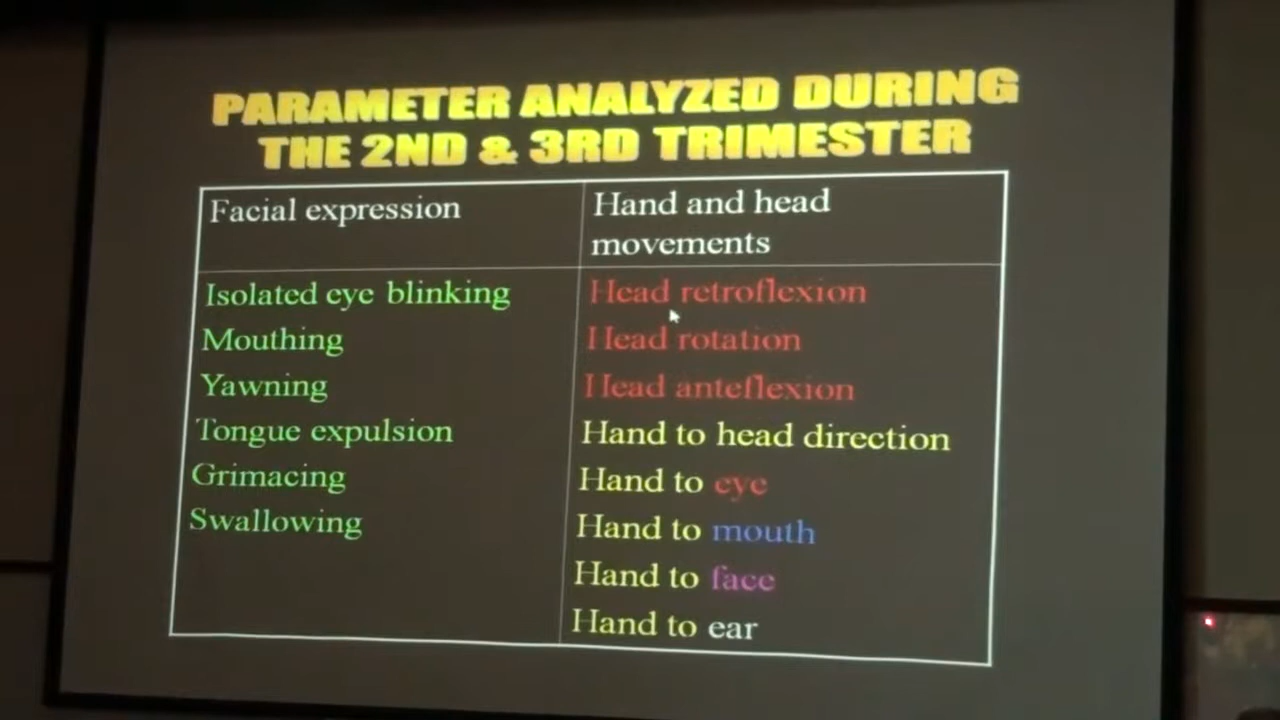 PARAMETER ANALYZED DURING
THE 2ND & 3RD TRIMESTER
Facial expression
Hand and head
movements
Isolated eye blinking
Mouthing
Yawning
Tongue expulsion
Grimacing
Swallowing
Head retroflexion
Head rotation
Head anteflexion
Hand to head direction
Hand to eye
Hand to mouth
Hand to face
Hand to ear